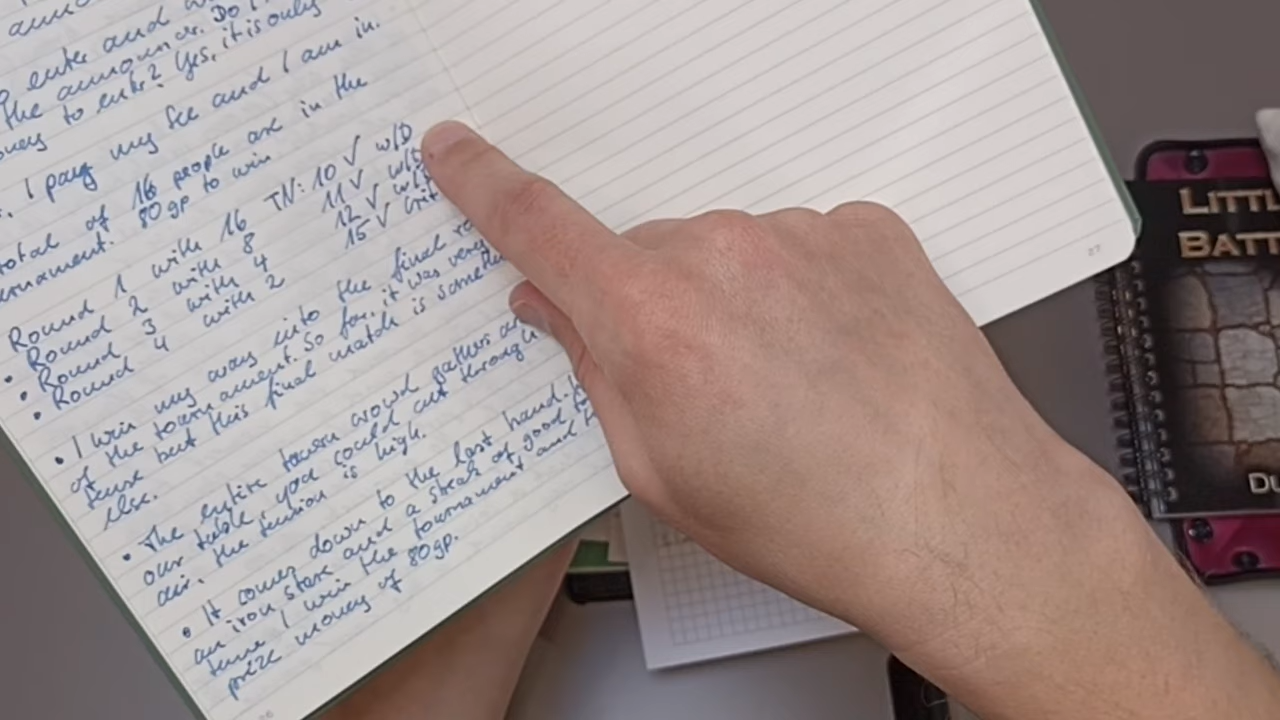 enter and
the announcer. Do
money to enter? Yes, it is only
I pay my fee and I am in.
total of 16 people are in the
tournament. 80gp to win
Round 1 with 16 TN: 10 √ w/D
• Round 2 with 8 11 √ w/D
• Round 3 with 4 12 √ w/D
• Round 4 with 2 15 √ Crit
• I win my way into the final
of the tournament. So far, it was very
tense but this final match is
else.
• The entire tavern crowd gathers
our table, you could cut through
air, the tension is high.
• It comes down to the last hand.
an iron stare and a streak of good
I win the tournament and
prize money of 80gp.
26
27
LITTL
BATT
DU